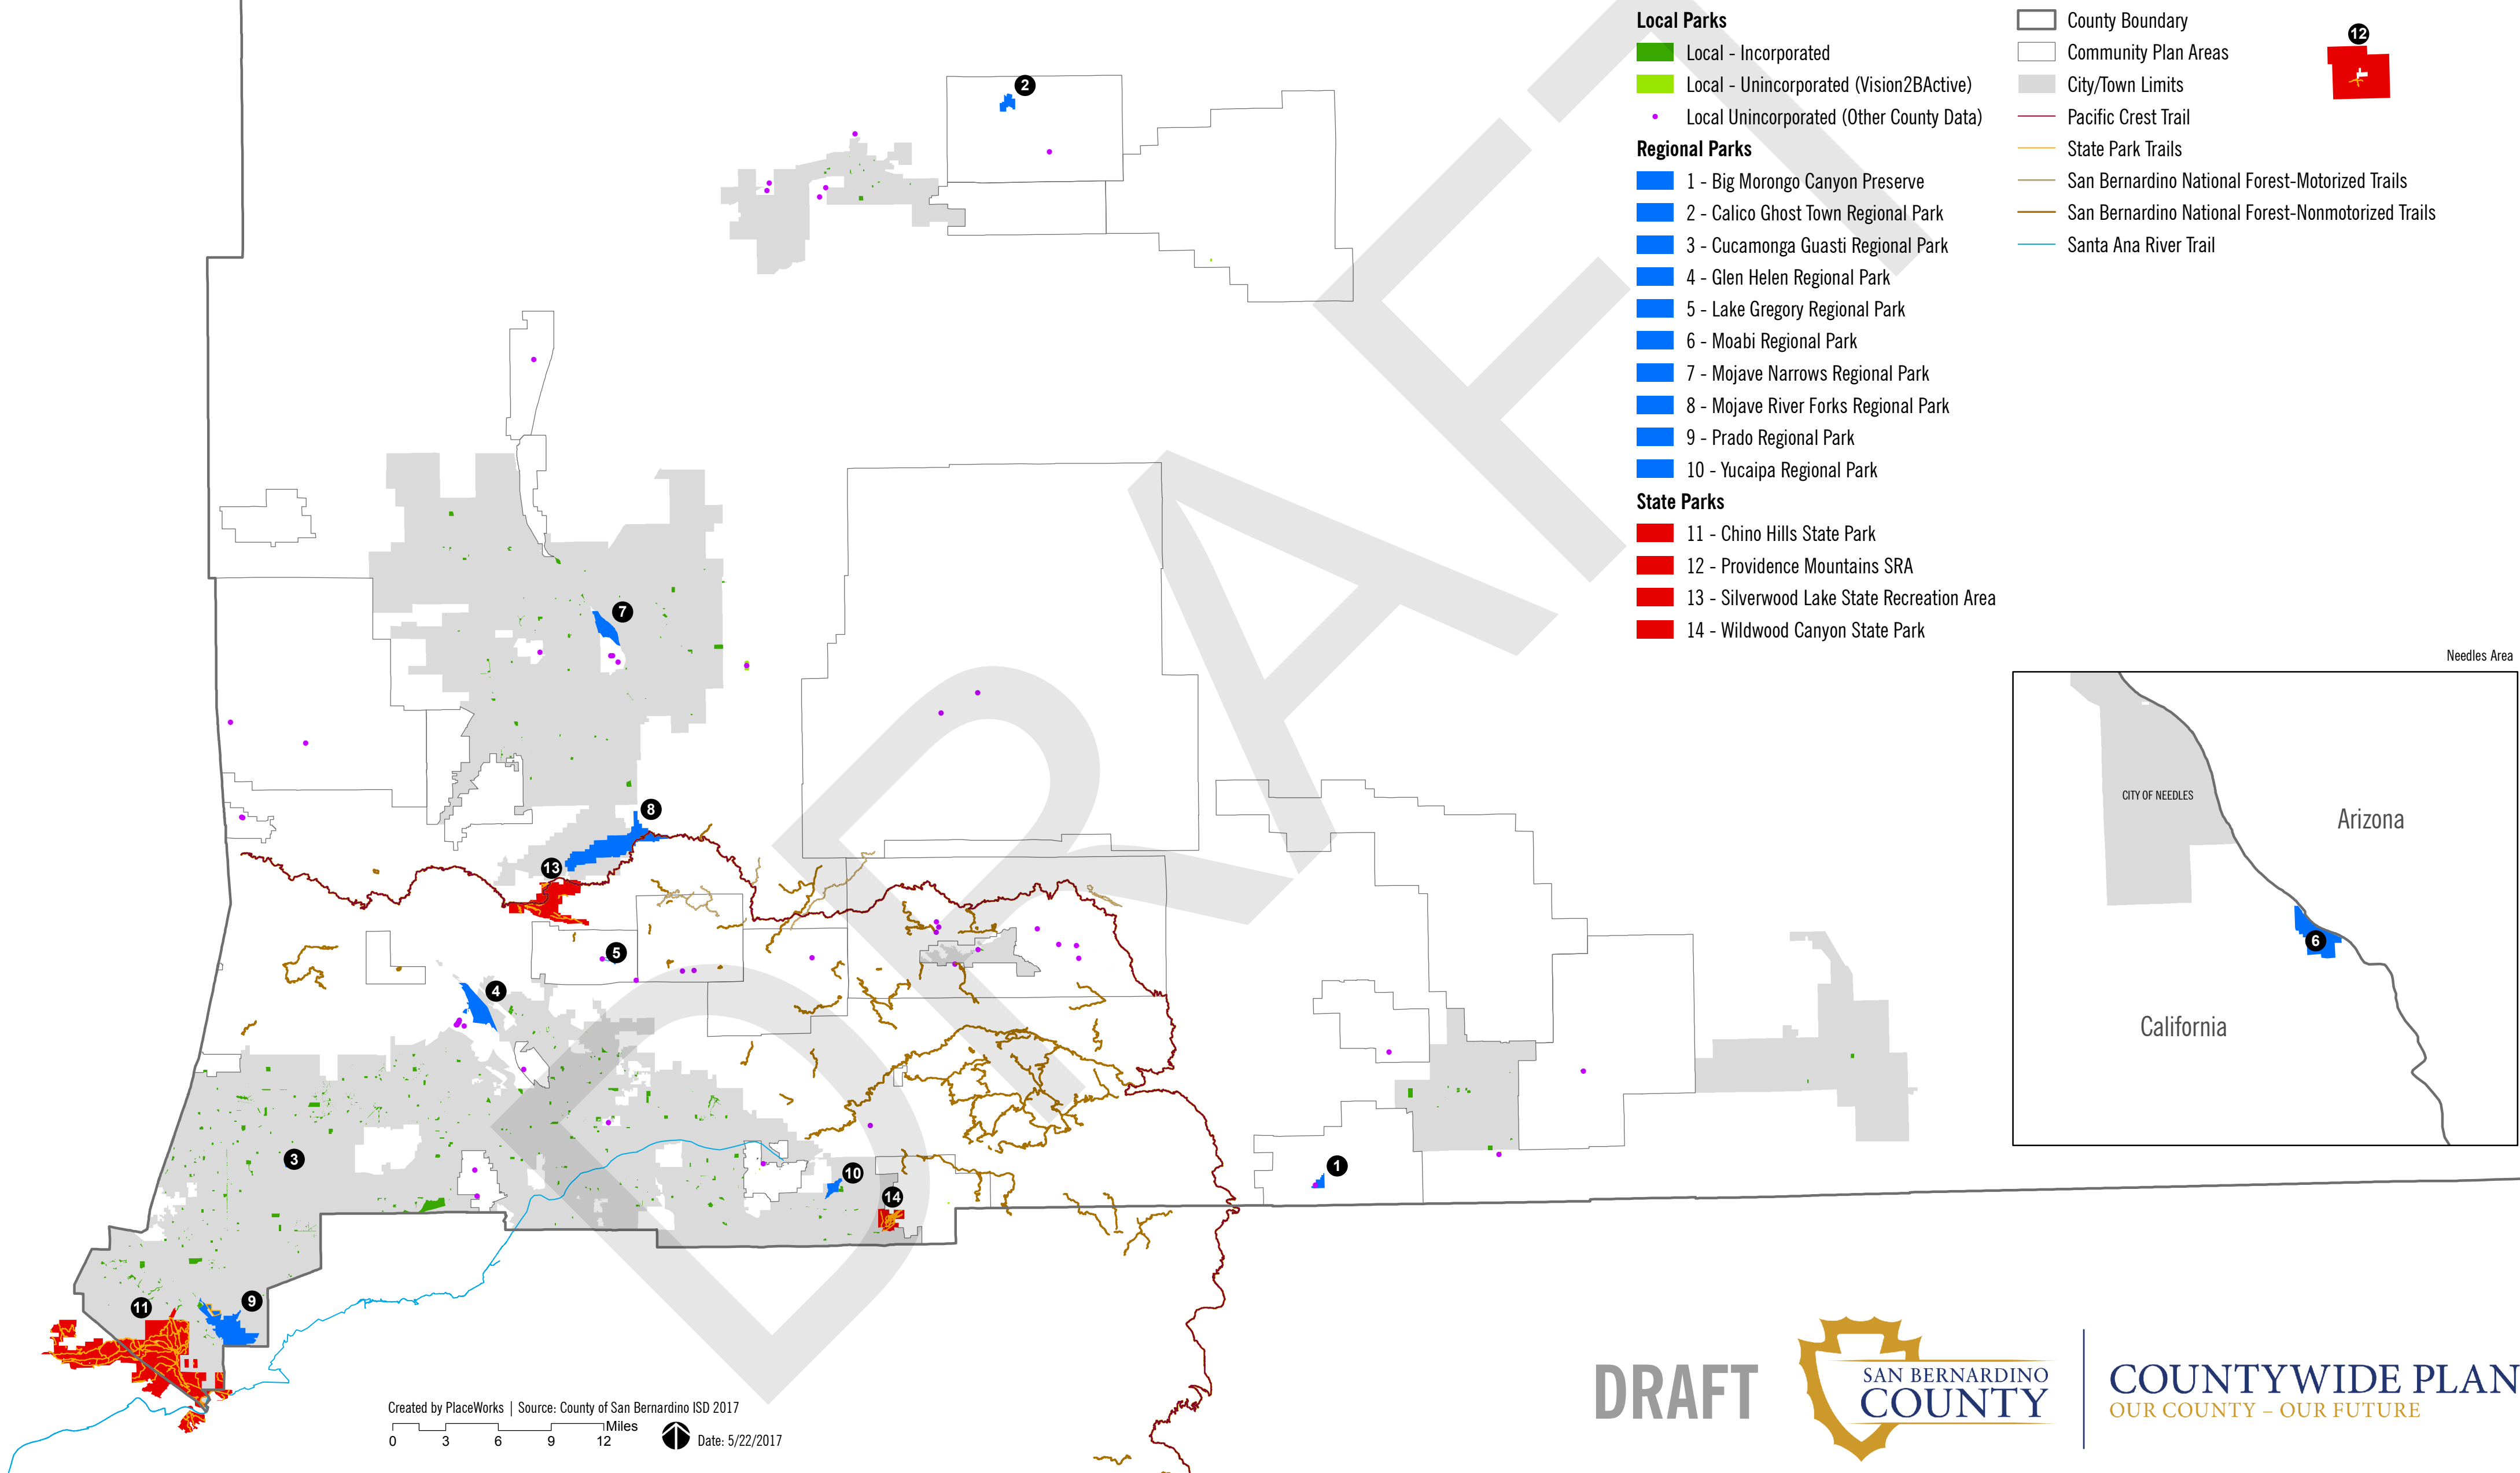 Local Parks
Local - Incorporated
Local - Unincorporated (Vision2BActive)
Local Unincorporated (Other County Data)
Regional Parks
1 - Big Morongo Canyon Preserve
2 - Calico Ghost Town Regional Park
3 - Cucamonga Guasti Regional Park
4 - Glen Helen Regional Park
5 - Lake Gregory Regional Park
6 - Moabi Regional Park
7 - Mojave Narrows Regional Park
8 - Mojave River Forks Regional Park
9 - Prado Regional Park
10 - Yucaipa Regional Park
State Parks
11 - Chino Hills State Park
12 - Providence Mountains SRA
13 - Silverwood Lake State Recreation Area
14 - Wildwood Canyon State Park
County Boundary
Community Plan Areas
City/Town Limits
Pacific Crest Trail
State Park Trails
San Bernardino National Forest-Motorized Trails
San Bernardino National Forest-Nonmotorized Trails
Santa Ana River Trail
12
2
7
8
13
5
4
3
10
14
1
11
9
DRAFT
Needles Area
CITY OF NEEDLES
Arizona
6
California
Created by PlaceWorks | Source: County of San Bernardino ISD 2017
Miles
0 3 6 9 12
Date: 5/22/2017
DRAFT
SAN BERNARDINO
COUNTY
COUNTYWIDE PLAN
OUR COUNTY – OUR FUTURE